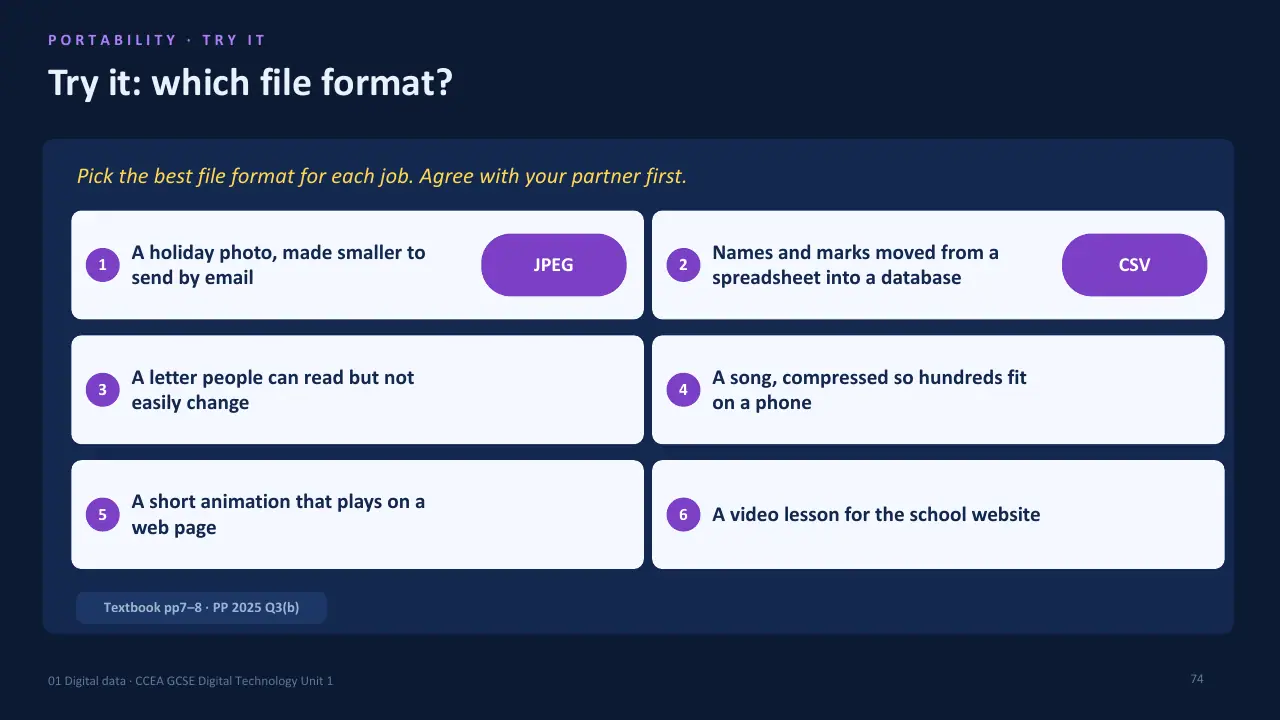 PORTABILITY · TRY IT
Try it: which file format?
Pick the best file format for each job. Agree with your partner first.
1
A holiday photo, made smaller to
send by email
JPEG
2
Names and marks moved from a
spreadsheet into a database
CSV
3
A letter people can read but not
easily change
4
A song, compressed so hundreds fit
on a phone
5
A short animation that plays on a
web page
6
A video lesson for the school website
Textbook pp7–8 · PP 2025 Q3(b)
01 Digital data · CCEA GCSE Digital Technology Unit 1
74